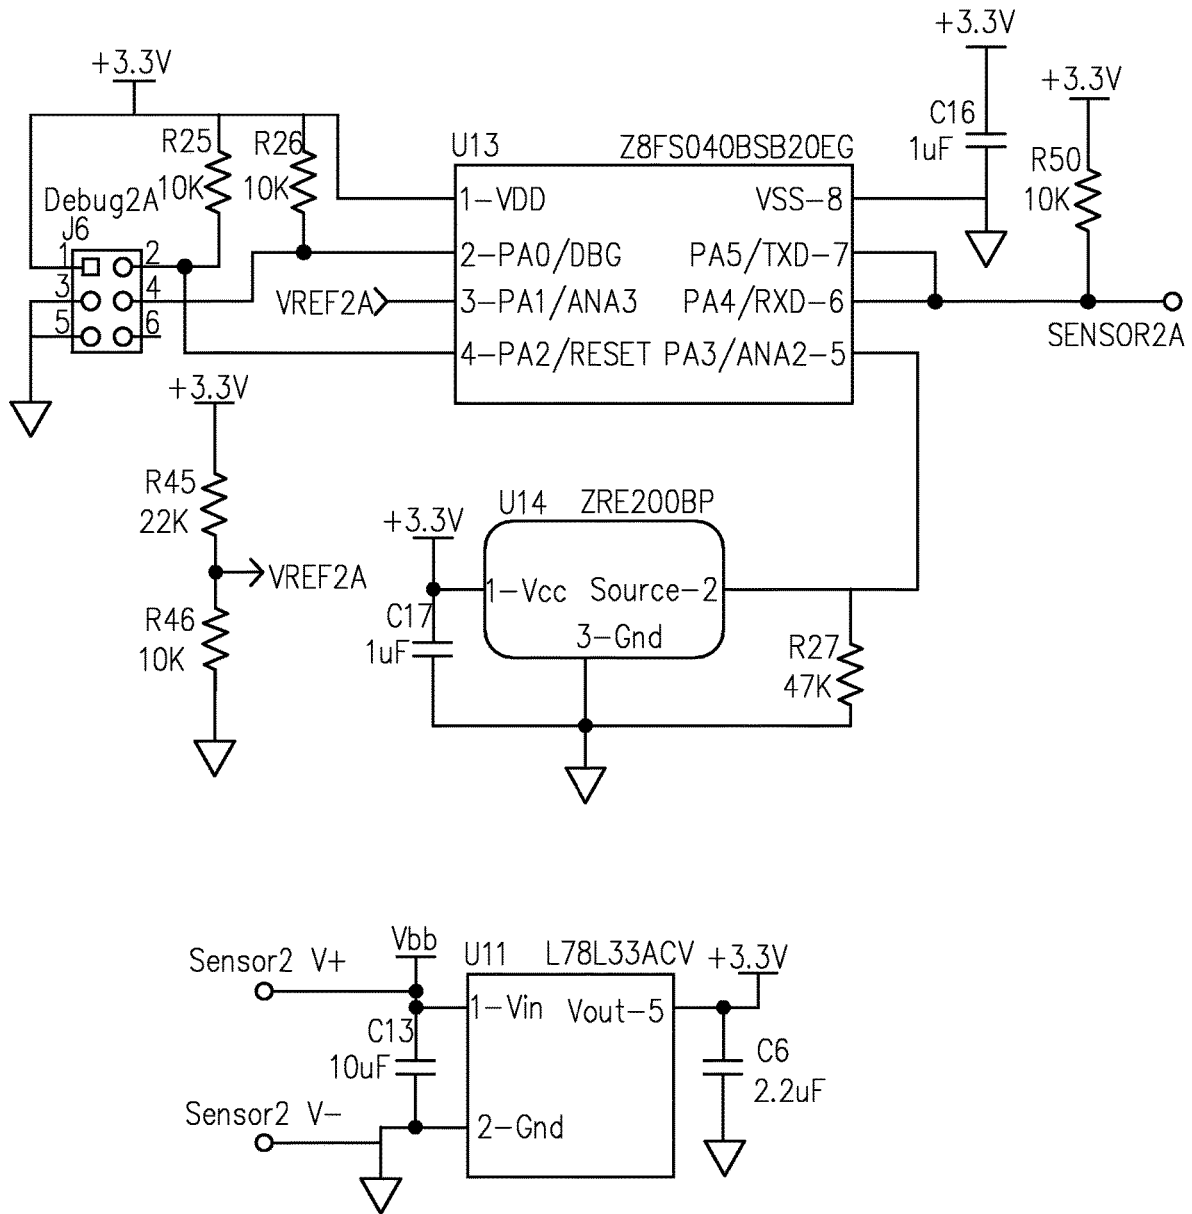 +3.3V
+3.3V
+3.3V
C16
1uF
R50
10K
R25
10K
R26
10K
U13
Z8FS040BSB20EG
Debug2A
J6
1
2
3
4
5
6
1-VDD
VSS-8
2-PA0/DBG
PA5/TXD-7
VREF2A
3-PA1/ANA3
PA4/RXD-6
SENSOR2A
4-PA2/RESET
PA3/ANA2-5
+3.3V
R45
22K
VREF2A
R46
10K
U14
ZRE200BP
+3.3V
1-Vcc
Source-2
3-Gnd
C17
1uF
R27
47K
Vbb
U11
L78L33ACV
+3.3V
Sensor2 V+
1-Vin
Vout-5
C13
10uF
C6
2.2uF
Sensor2 V-
2-Gnd